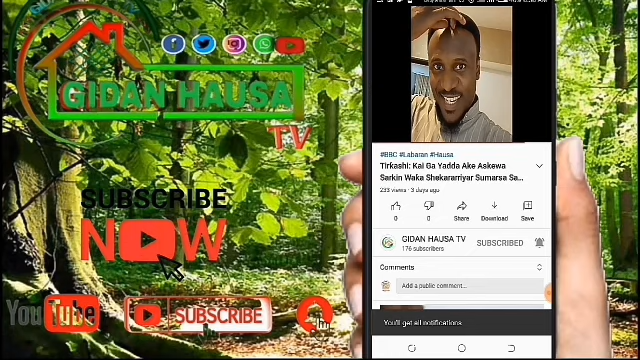 GIDAN HAUSA
TV
SUBSCRIBE
NOW
YouTube
SUBSCRIBE
#BBC #Labaran #Hausa
Tirkashi: Kai Ga Yadda Ake Askewa
Sarkin Waka Shekararriyar Sumarsa Sa...
233 views · 3 days ago
0
0
Share
Download
Save
GIDAN HAUSA TV
176 subscribers
SUBSCRIBED
Comments
Add a public comment...
You'll get all notifications